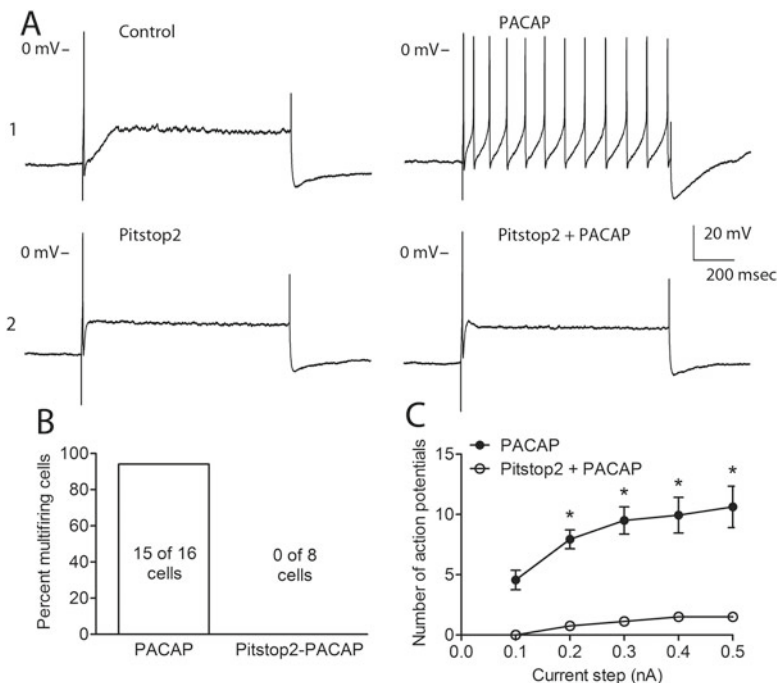 A
Control
PACAP
0 mV–
1
Pitstop2
Pitstop2 + PACAP
0 mV–
0 mV–
20 mV
200 msec
2
B
Percent multifiring cells
100
80
60
40
20
0
15 of 16
cells
0 of 8
cells
PACAP
Pitstop2-PACAP
C
PACAP
Pitstop2 + PACAP
Number of action potentials
15
10
5
0
* * * *
0.0 0.1 0.2 0.3 0.4 0.5
Current step (nA)